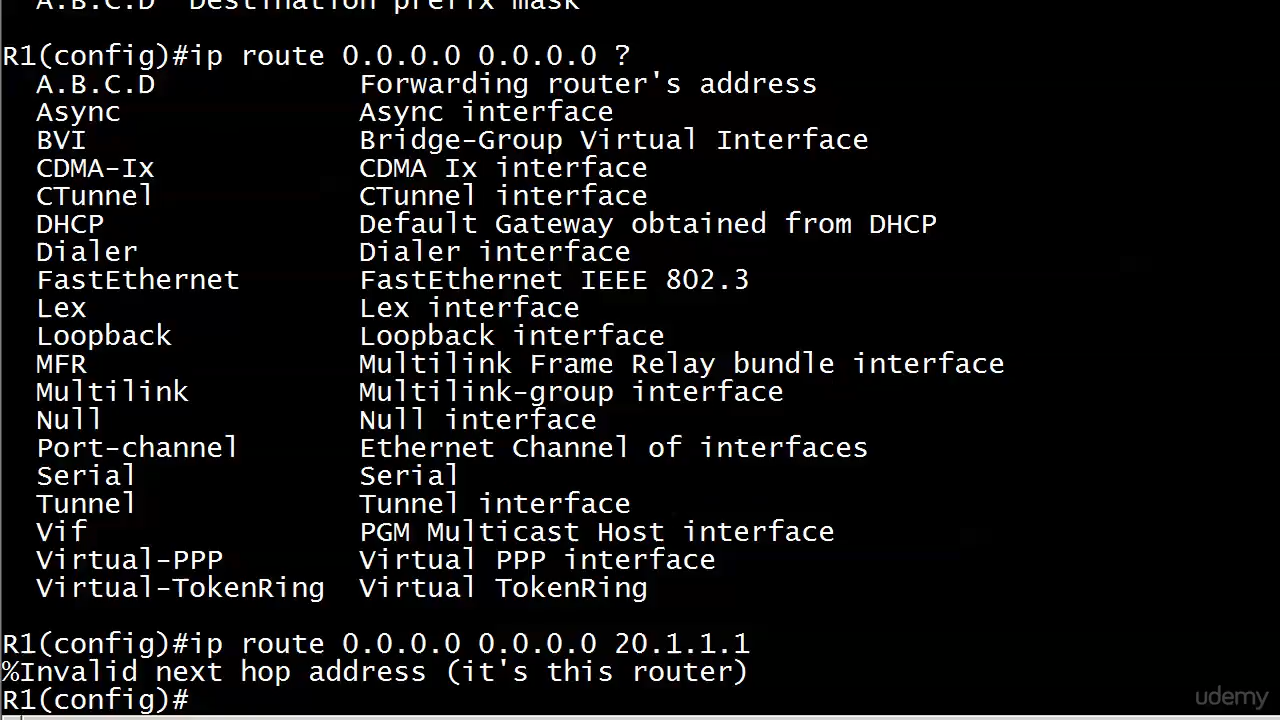 A.B.C.D  Destination prefix mask
R1(config)#ip route 0.0.0.0 0.0.0.0 ?
A.B.C.D            Forwarding router's address
Async              Async interface
BVI                Bridge-Group Virtual Interface
CDMA-Ix            CDMA Ix interface
CTunnel            CTunnel interface
DHCP               Default Gateway obtained from DHCP
Dialer             Dialer interface
FastEthernet       FastEthernet IEEE 802.3
Lex                Lex interface
Loopback           Loopback interface
MFR                Multilink Frame Relay bundle interface
Multilink          Multilink-group interface
Null               Null interface
Port-channel       Ethernet Channel of interfaces
Serial             Serial
Tunnel             Tunnel interface
Vif                PGM Multicast Host interface
Virtual-PPP        Virtual PPP interface
Virtual-TokenRing  Virtual TokenRing
R1(config)#ip route 0.0.0.0 0.0.0.0 20.1.1.1
%Invalid next hop address (it's this router)
R1(config)#
udemy